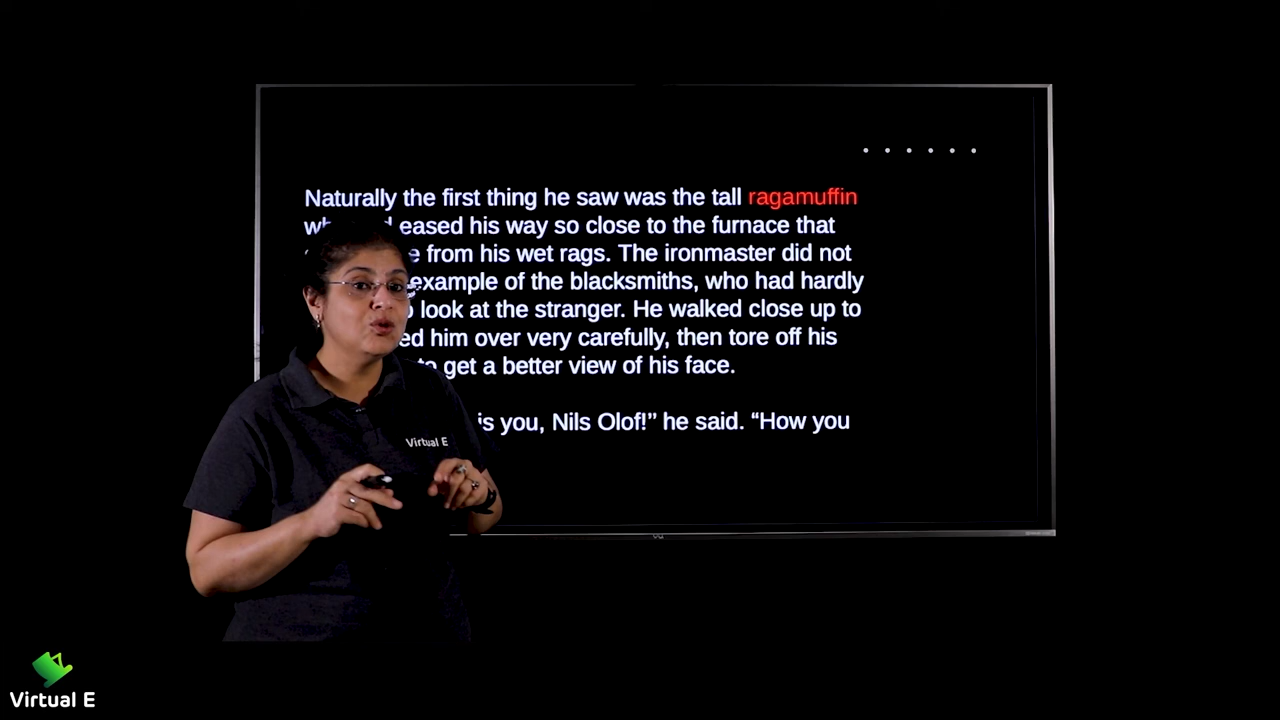 Naturally the first thing he saw was the tall ragamuffin
eased his way so close to the furnace that
from his wet rags. The ironmaster did not
example of the blacksmiths, who had hardly
look at the stranger. He walked close up to
him over very carefully, then tore off his
to get a better view of his face.
is you, Nils Olof!” he said. “How you
Virtual E
Virtual E